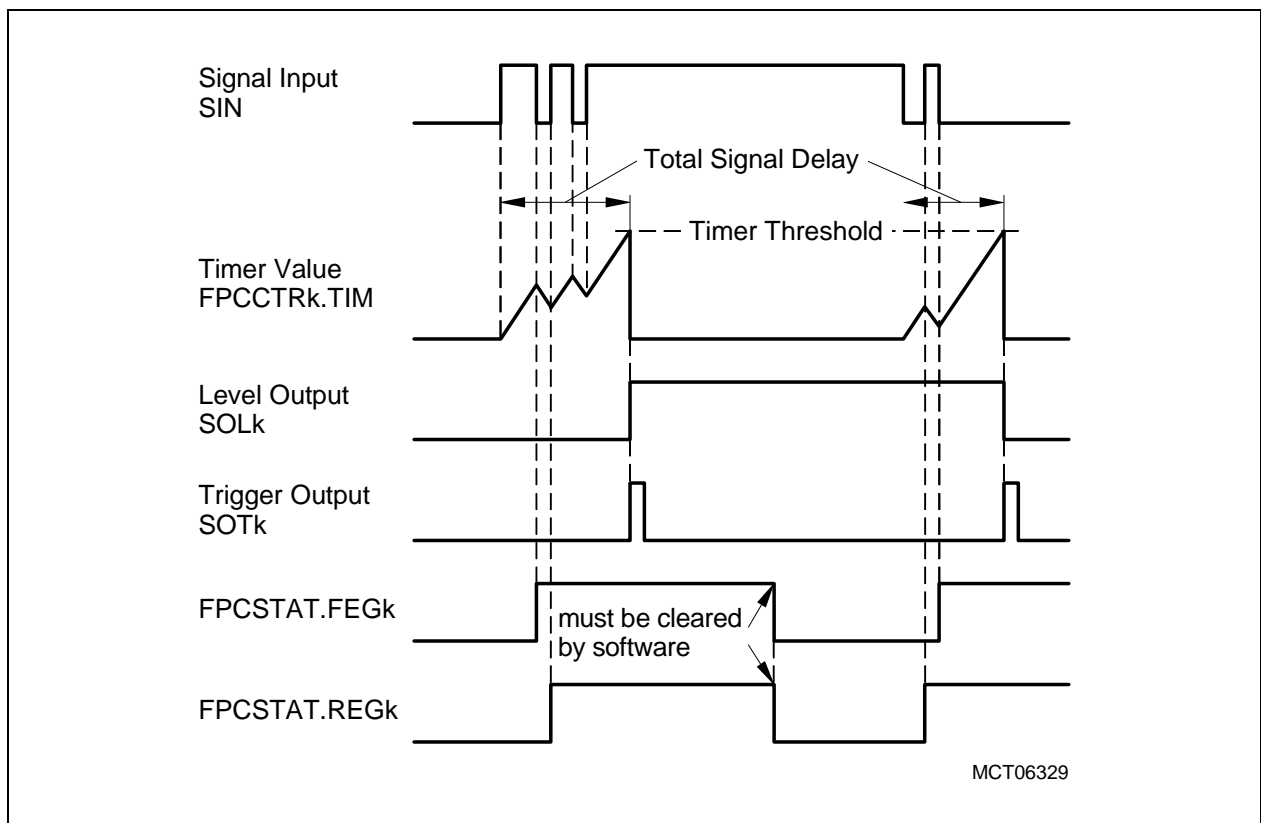 Signal Input
SIN
Total Signal Delay
Timer Threshold
Timer Value
FPCCTRk.TIM
Level Output
SOLk
Trigger Output
SOTk
FPCSTAT.FEGk
must be cleared
by software
FPCSTAT.REGk
MCT06329